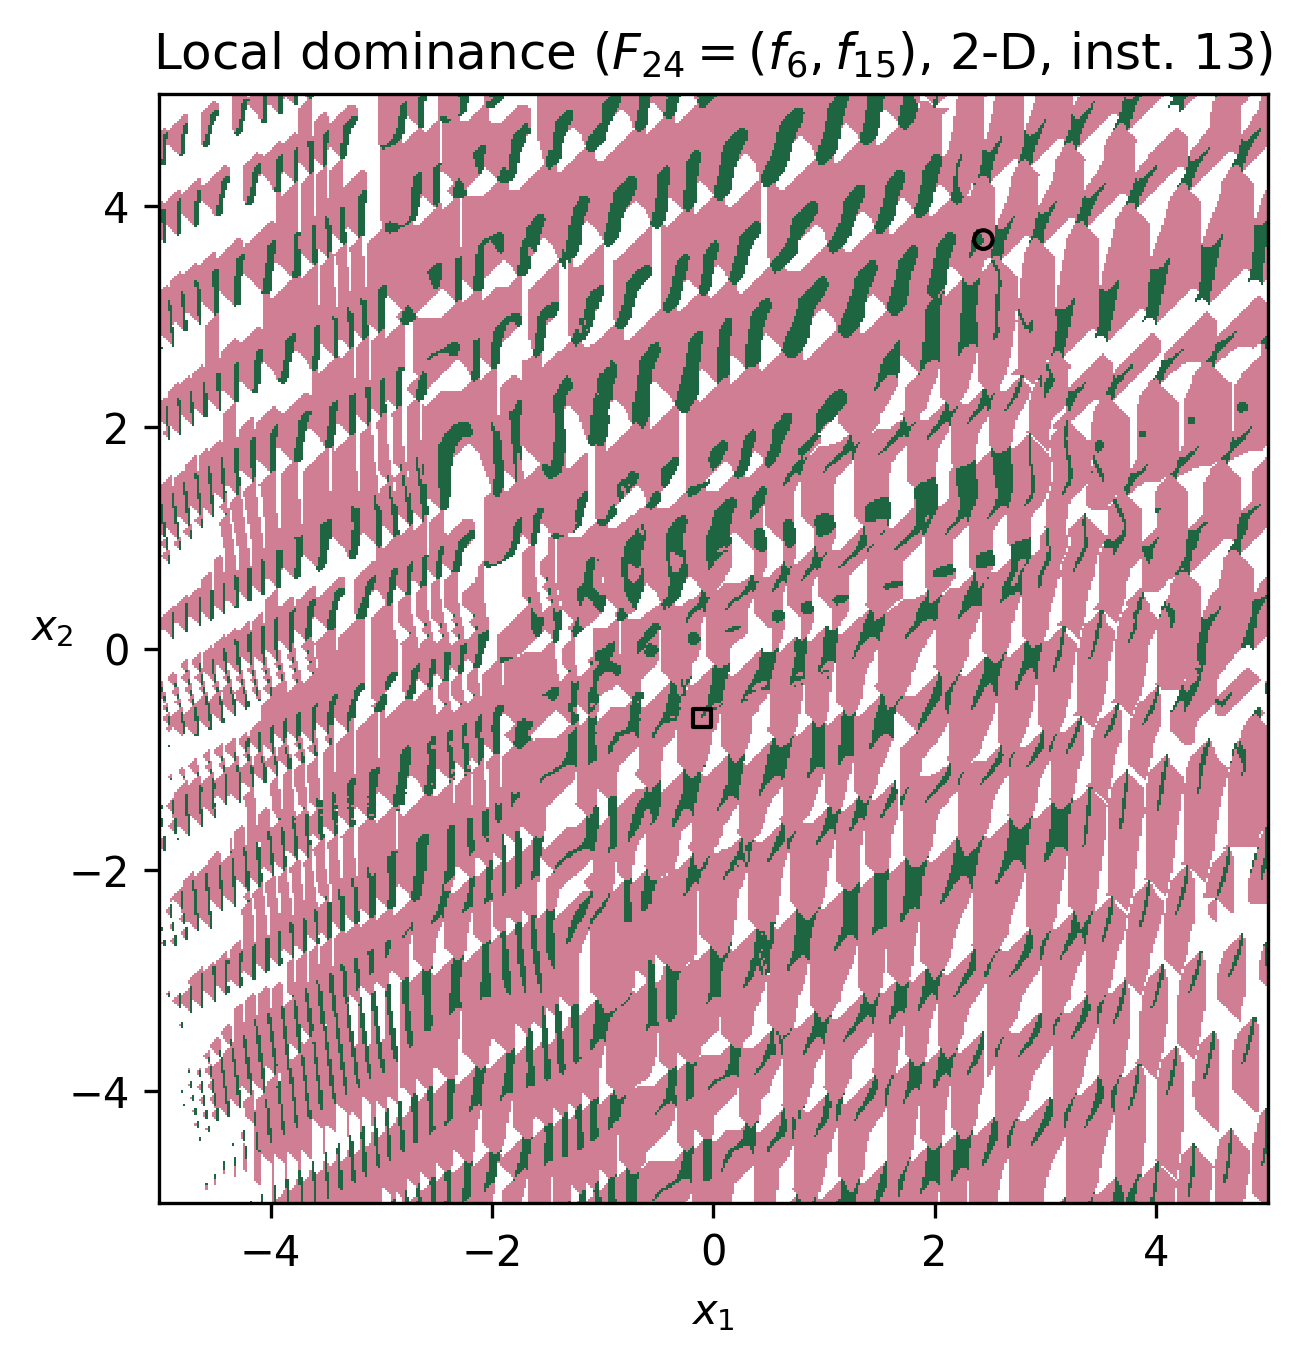 Local dominance (F₂₄ = (f₆, f₁₅), 2-D, inst. 13)
4
2
0
−2
−4
x₂
−4 −2 0 2 4
x₁